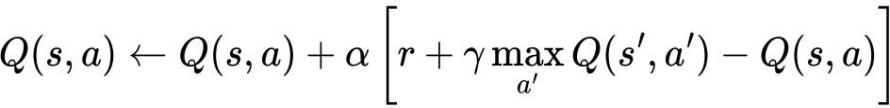 Q(s, a) ← Q(s, a) + α [r + γ max_{a′} Q(s′, a′) − Q(s, a)]